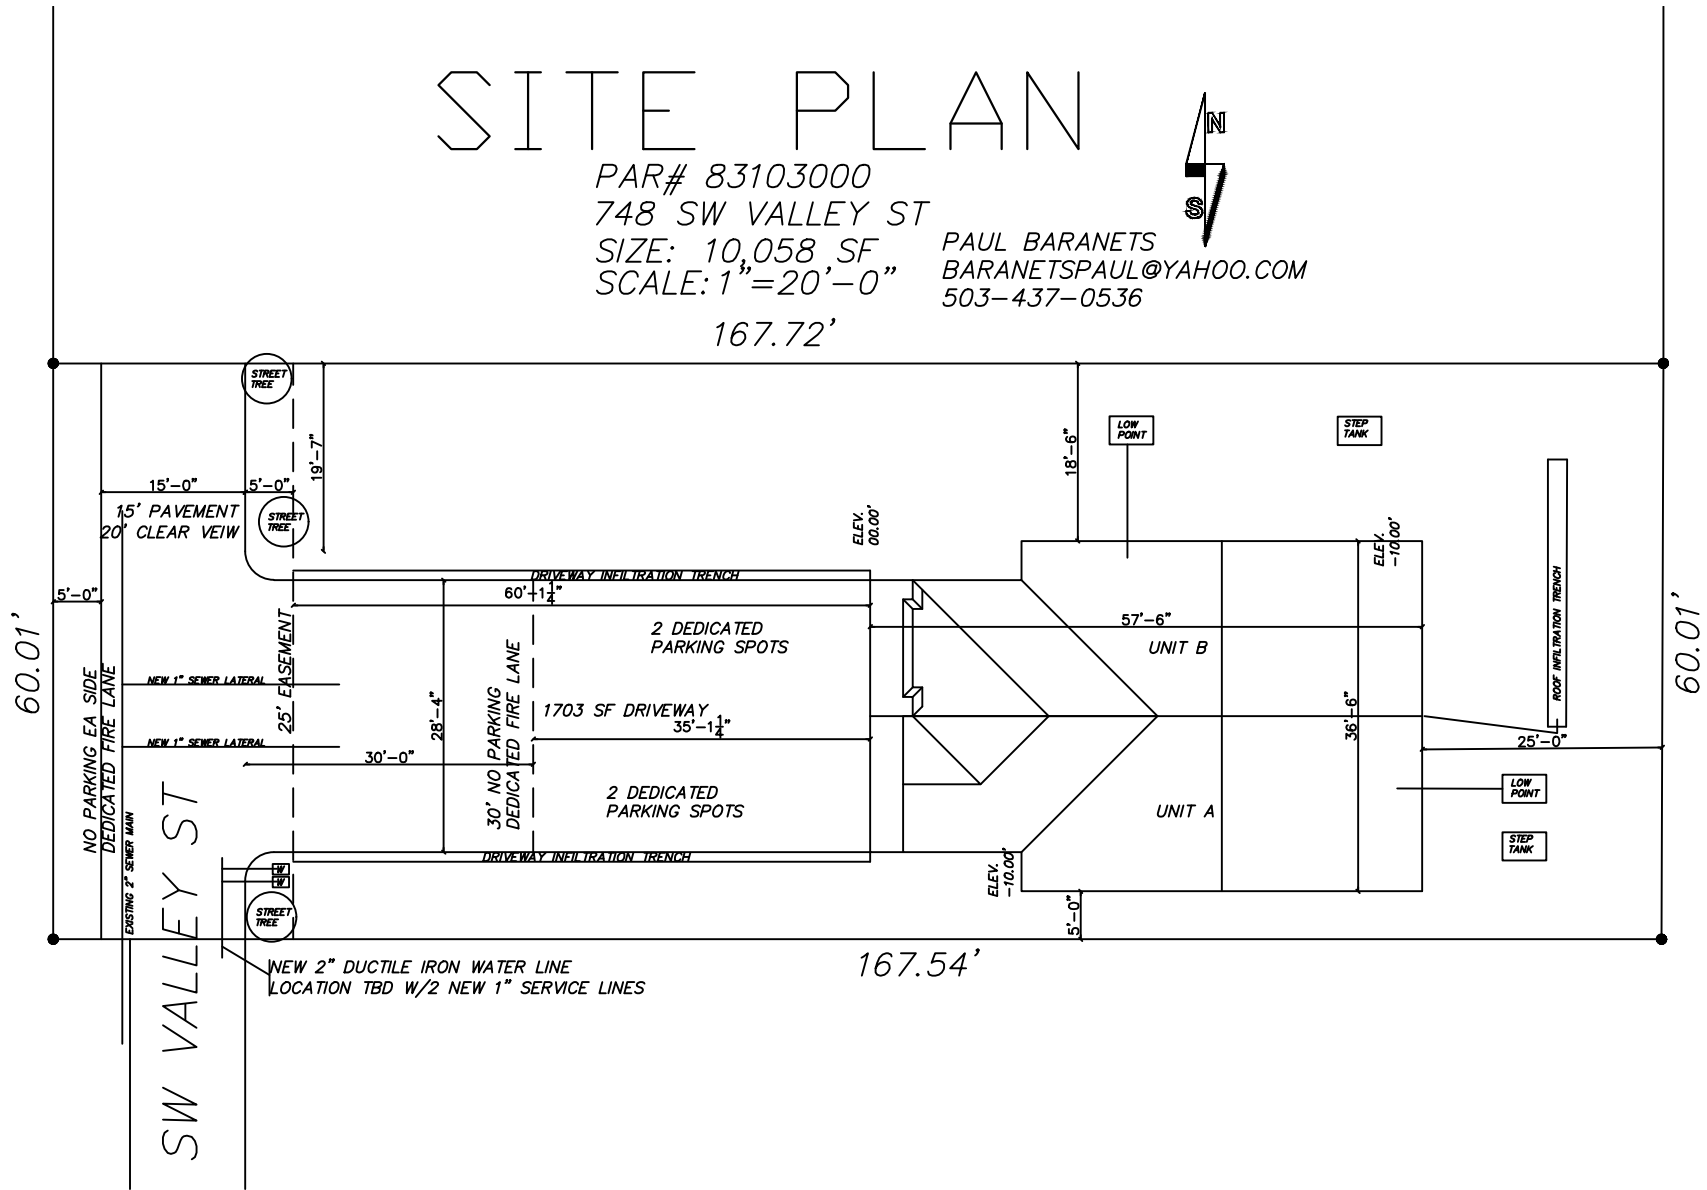 SITE PLAN
N
S
PAR# 83103000
748 SW VALLEY ST
SIZE: 10,058 SF
SCALE: 1"=20'-0"
PAUL BARANETS
BARANETSPAUL@YAHOO.COM
503-437-0536
167.72'
STREET
TREE
19'-7"
18'-6"
LOW
POINT
STEP
TANK
15'-0"
5'-0"
15' PAVEMENT
20' CLEAR VEIW
STREET
TREE
ELEV.
00.00'
ELEV.
-10.00'
DRIVEWAY INFILTRATION TRENCH
5'-0"
60'-1 1/4"
60.01'
60.01'
57'-6"
2 DEDICATED
PARKING SPOTS
UNIT B
ROOF INFILTRATION TRENCH
25' EASEMENT
NO PARKING EA SIDE
DEDICATED FIRE LANE
NEW 1" SEWER LATERAL
28'-4"
30' NO PARKING
DEDICATED FIRE LANE
1703 SF DRIVEWAY
35'-1 1/4"
36'-6"
NEW 1" SEWER LATERAL
25'-0"
30'-0"
2 DEDICATED
PARKING SPOTS
UNIT A
LOW
POINT
STEP
TANK
EXISTING 2" SEWER MAIN
DRIVEWAY INFILTRATION TRENCH
W
W
ELEV.
-10.00'
STREET
TREE
5'-0"
167.54'
NEW 2" DUCTILE IRON WATER LINE
LOCATION TBD W/2 NEW 1" SERVICE LINES
SW VALLEY ST